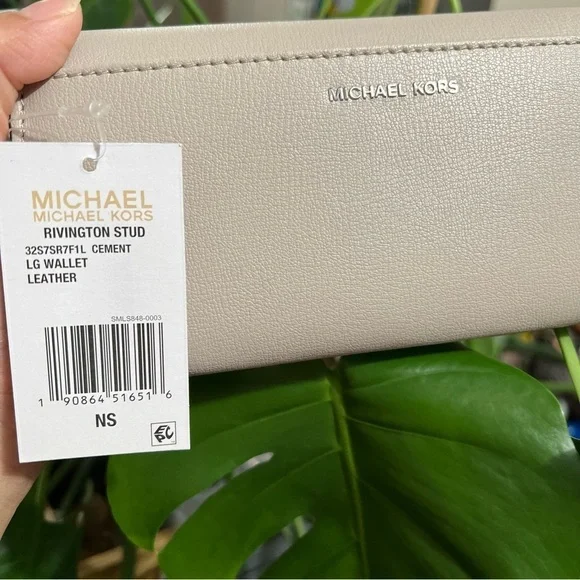 MICHAEL KORS
MICHAEL
MICHAEL KORS
RIVINGTON STUD
32S7SR7F1L CEMENT
LG WALLET
LEATHER
SMLS848-0003
1 90864 51651 6
NS